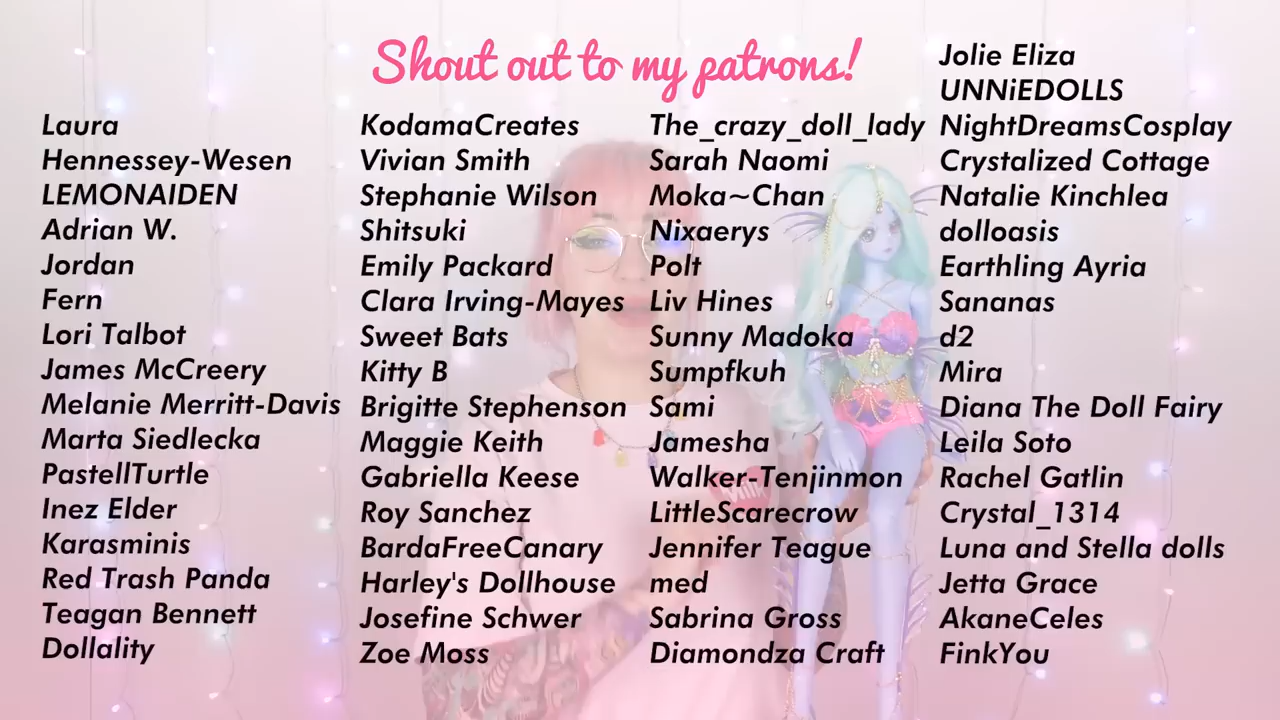 Shout out to my patrons!
Laura
Hennessey-Wesen
LEMONAIDEN
Adrian W.
Jordan
Fern
Lori Talbot
James McCreery
Melanie Merritt-Davis
Marta Siedlecka
PastellTurtle
Inez Elder
Karasminis
Red Trash Panda
Teagan Bennett
Dollality
KodamaCreates
Vivian Smith
Stephanie Wilson
Shitsuki
Emily Packard
Clara Irving-Mayes
Sweet Bats
Kitty B
Brigitte Stephenson
Maggie Keith
Gabriella Keese
Roy Sanchez
BardaFreeCanary
Harley's Dollhouse
Josefine Schwer
Zoe Moss
The_crazy_doll_lady
Sarah Naomi
Moka~Chan
Nixaerys
Polt
Liv Hines
Sunny Madoka
Sumpfkuh
Sami
Jamesha
Walker-Tenjinmon
LittleScarecrow
Jennifer Teague
med
Sabrina Gross
Diamondza Craft
Jolie Eliza
UNNiEDOLLS
NightDreamsCosplay
Crystalized Cottage
Natalie Kinchlea
dolloasis
Earthling Ayria
Sananas
d2
Mira
Diana The Doll Fairy
Leila Soto
Rachel Gatlin
Crystal_1314
Luna and Stella dolls
Jetta Grace
AkaneCeles
FinkYou
Milk